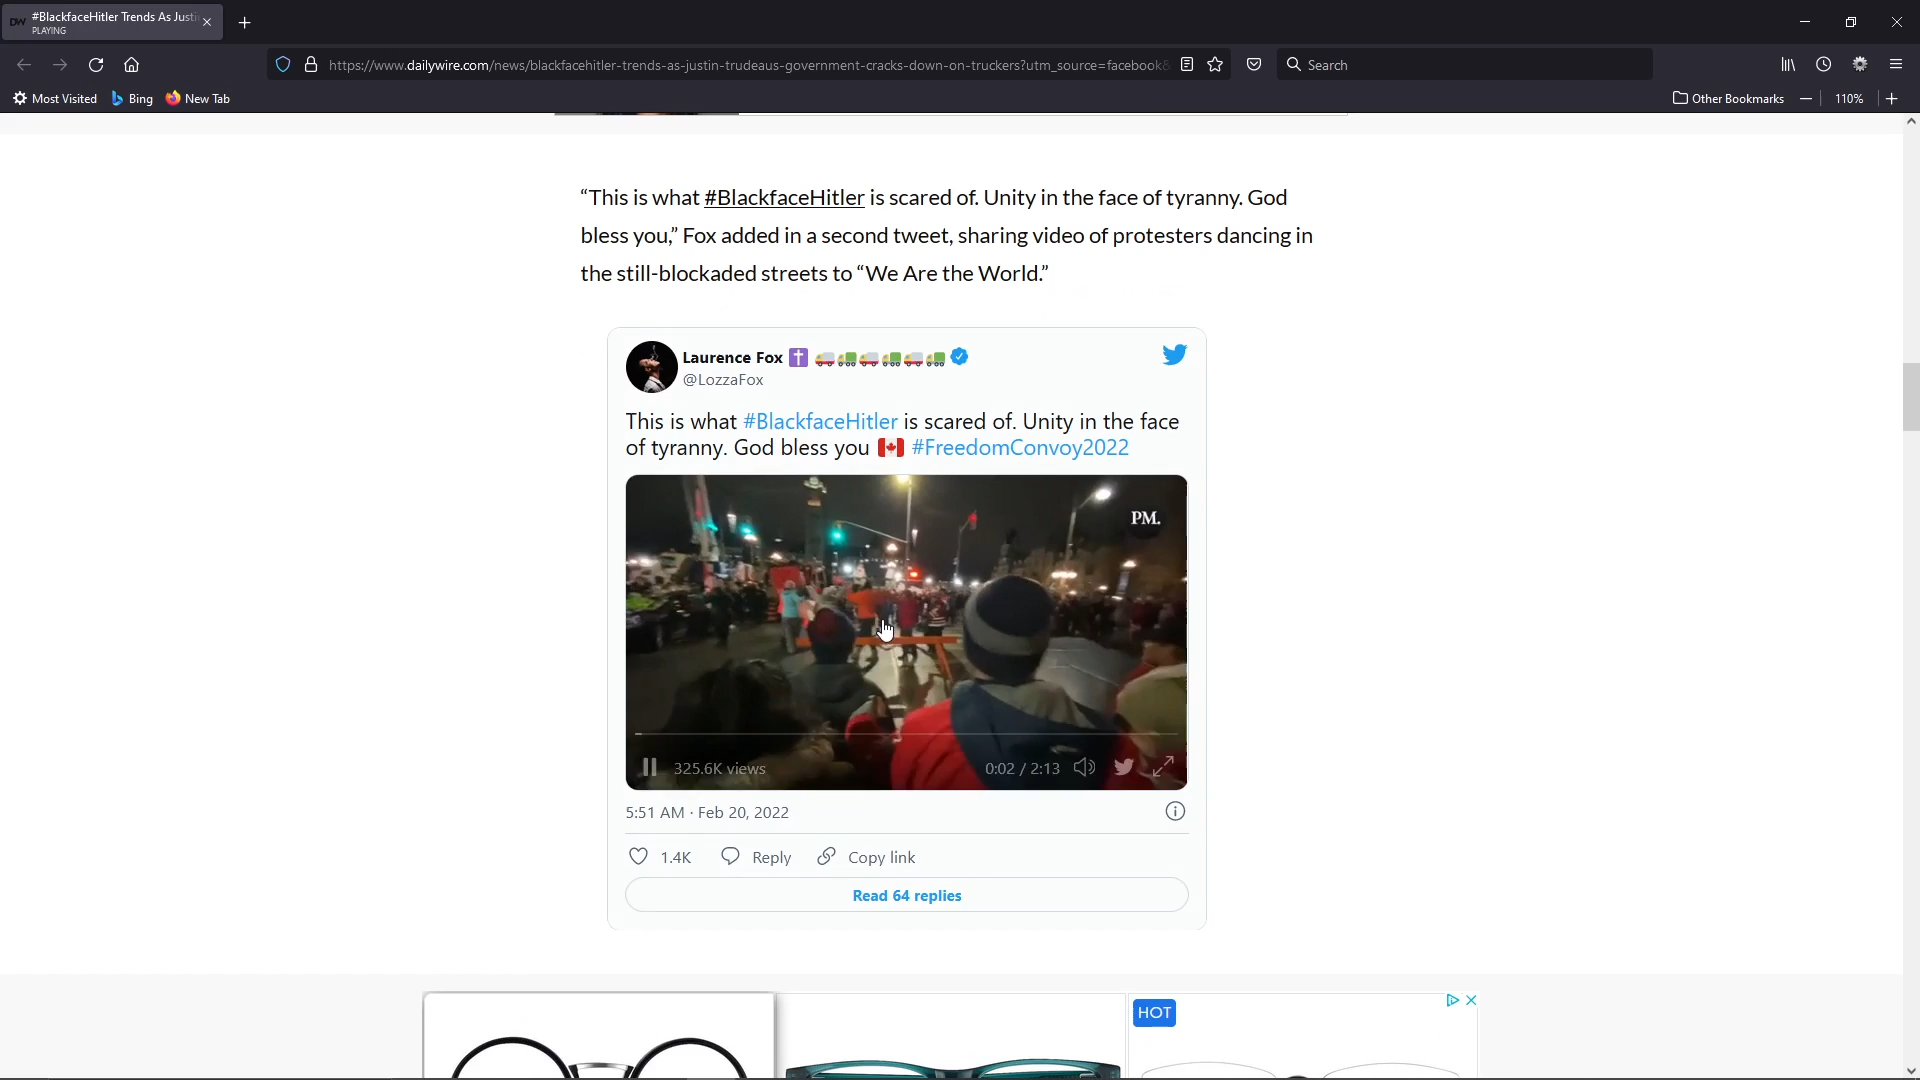 DW #BlackfaceHitler Trends As Justi
PLAYING
https://www.dailywire.com/news/blackfacehitler-trends-as-justin-trudeaus-government-cracks-down-on-truckers?utm_source=facebook&
Search
Most Visited
Bing
New Tab
Other Bookmarks
110%
“This is what #BlackfaceHitler is scared of. Unity in the face of tyranny. God
bless you,” Fox added in a second tweet, sharing video of protesters dancing in
the still-blockaded streets to “We Are the World.”
Laurence Fox
@LozzaFox
This is what #BlackfaceHitler is scared of. Unity in the face
of tyranny. God bless you 🇨🇦 #FreedomConvoy2022
PM.
325.6K views
0:02 / 2:13
5:51 AM · Feb 20, 2022
1.4K
Reply
Copy link
Read 64 replies
HOT